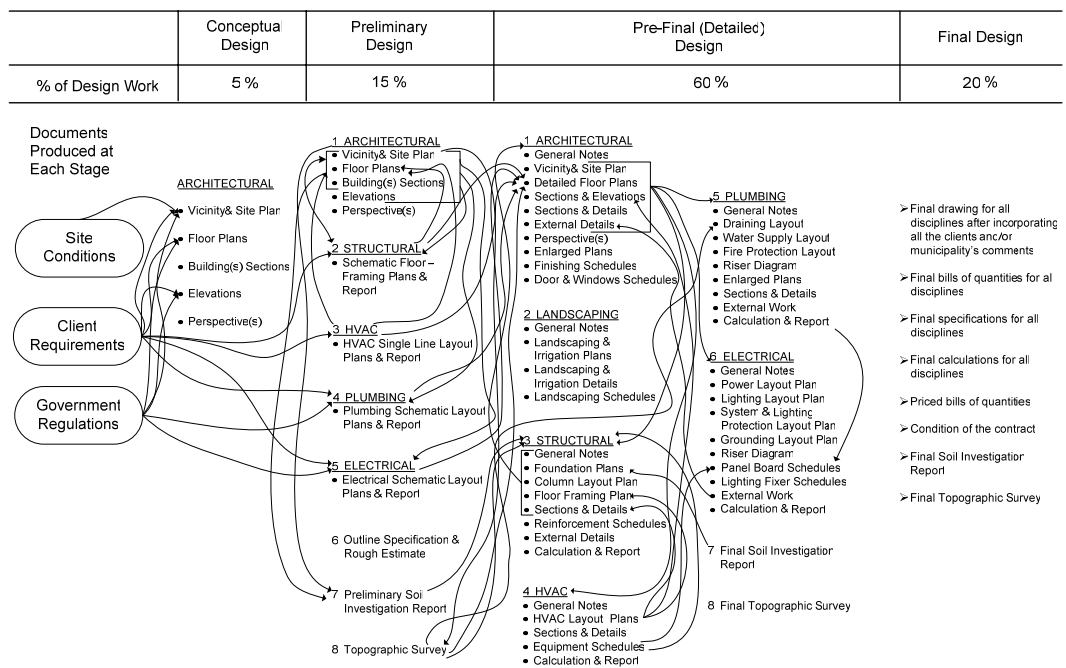 Conceptual
Design
Preliminary
Design
Pre-Final (Detailed)
Design
Final Design
% of Design Work
5 %
15 %
60 %
20 %
Documents
Produced at
Each Stage
Site
Conditions
Client
Requirements
Government
Regulations
ARCHITECTURAL
• Vicinity& Site Plan
• Floor Plans
• Building(s) Sections
• Elevations
• Perspective(s)
1 ARCHITECTURAL
• Vicinity& Site Plan
• Floor Plans
• Building(s) Sections
• Elevations
• Perspective(s)
2 STRUCTURAL
• Schematic Floor –
Framing Plans &
Report
3 HVAC
• HVAC Single Line Layout
Plans & Report
4 PLUMBING
• Plumbing Schematic Layout
Plans & Report
5 ELECTRICAL
• Electrical Schematic Layout
Plans & Report
6 Outline Specification &
Rough Estimate
7 Preliminary Soil
Investigation Report
8 Topographic Survey
1 ARCHITECTURAL
• General Notes
• Vicinity& Site Plan
• Detailed Floor Plans
• Sections & Elevations
• Sections & Details
• External Details
• Perspective(s)
• Enlarged Plans
• Finishing Schedules
• Door & Windows Schedules
2 LANDSCAPING
• General Notes
• Landscaping &
Irrigation Plans
• Landscaping &
Irrigation Details
• Landscaping Schedules
3 STRUCTURAL
• General Notes
• Foundation Plans
• Column Layout Plan
• Floor Framing Plan
• Sections & Details
• Reinforcement Schedules
• External Details
• Calculation & Report
4 HVAC
• General Notes
• HVAC Layout Plans
• Sections & Details
• Equipment Schedules
• Calculation & Report
5 PLUMBING
• General Notes
• Draining Layout
• Water Supply Layout
• Fire Protection Layout
• Riser Diagram
• Enlarged Plans
• Sections & Details
• External Work
• Calculation & Report
6 ELECTRICAL
• General Notes
• Power Layout Plan
• Lighting Layout Plan
• System & Lighting
Protection Layout Plan
• Grounding Layout Plan
• Riser Diagram
• Panel Board Schedules
• Lighting Fixer Schedules
• External Work
• Calculation & Report
7 Final Soil Investigation
Report
8 Final Topographic Survey
➢Final drawing for all
disciplines after incorporating
all the clients anc/or
municipality's comments
➢Final bills of quantities for all
disciplines
➢Final specifications for all
disciplines
➢Final calculations for all
disciplines
➢Priced bills of quantities
➢Condition of the contract
➢Final Soil Investigation
Report
➢Final Topographic Survey